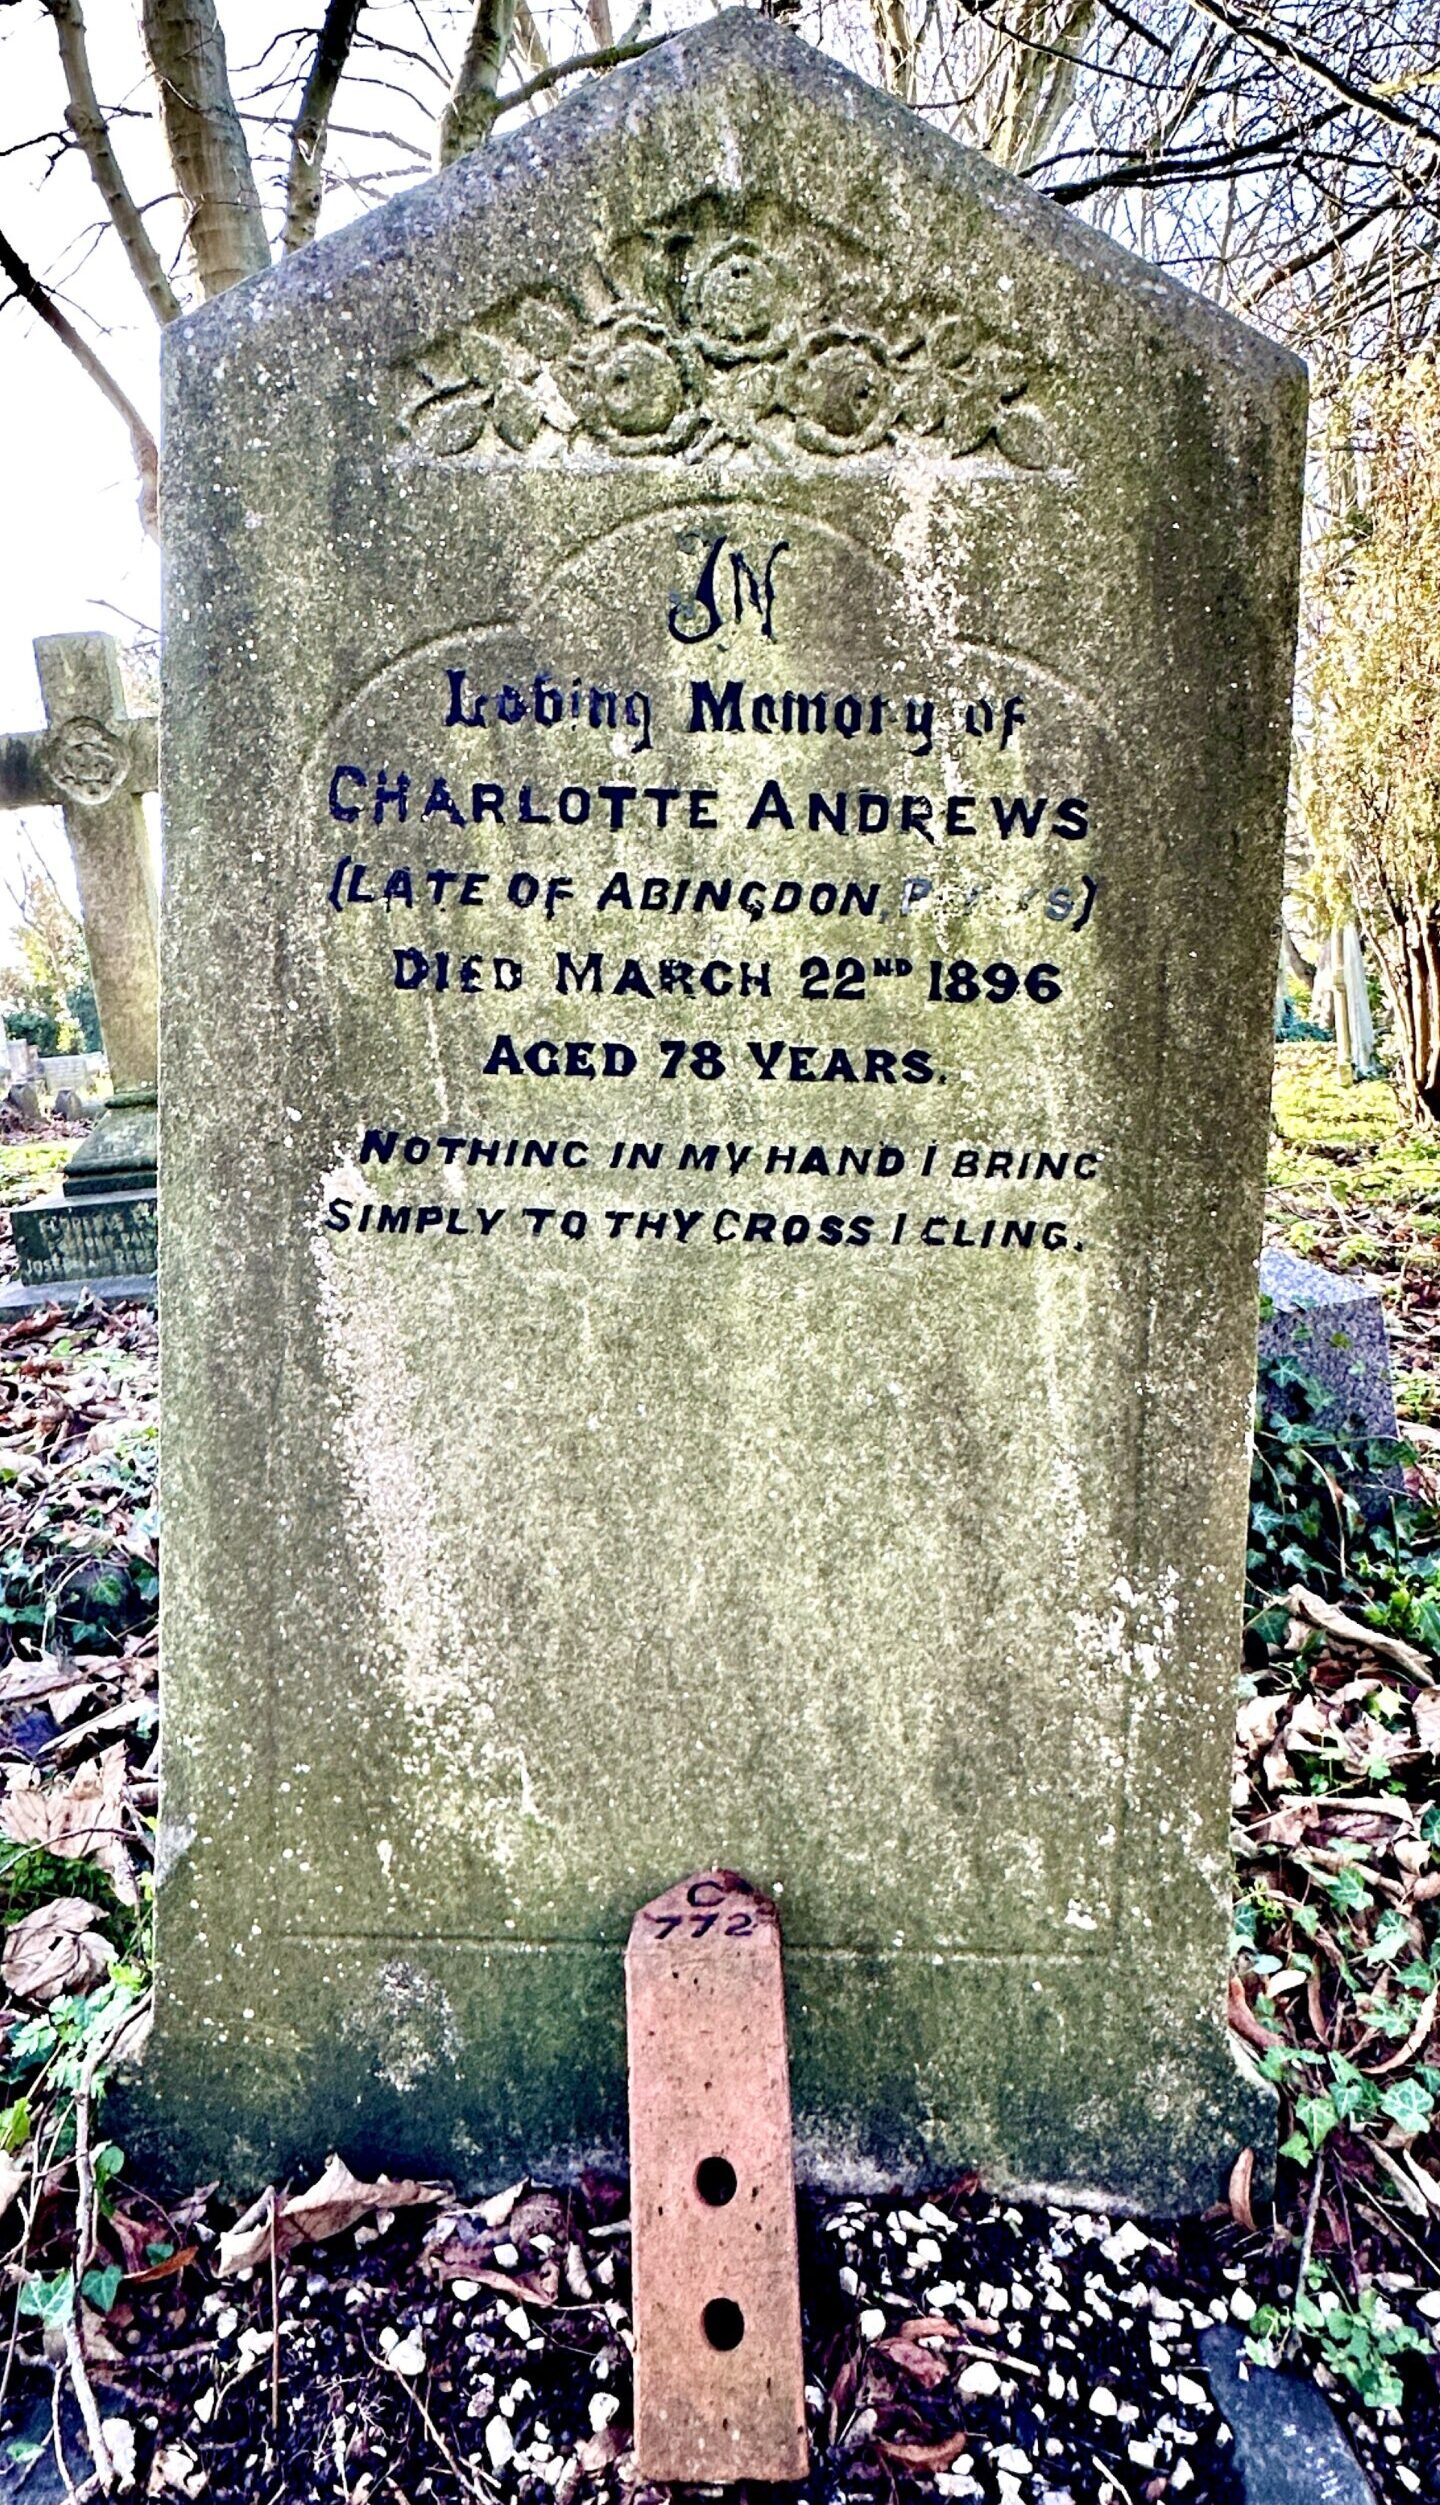 IN
Loving Memory of
CHARLOTTE ANDREWS
(LATE OF ABINGDON,
DIED MARCH 22ND 1896
AGED 78 YEARS.
NOTHING IN MY HAND I BRING
SIMPLY TO THY CROSS I CLING.
C
772